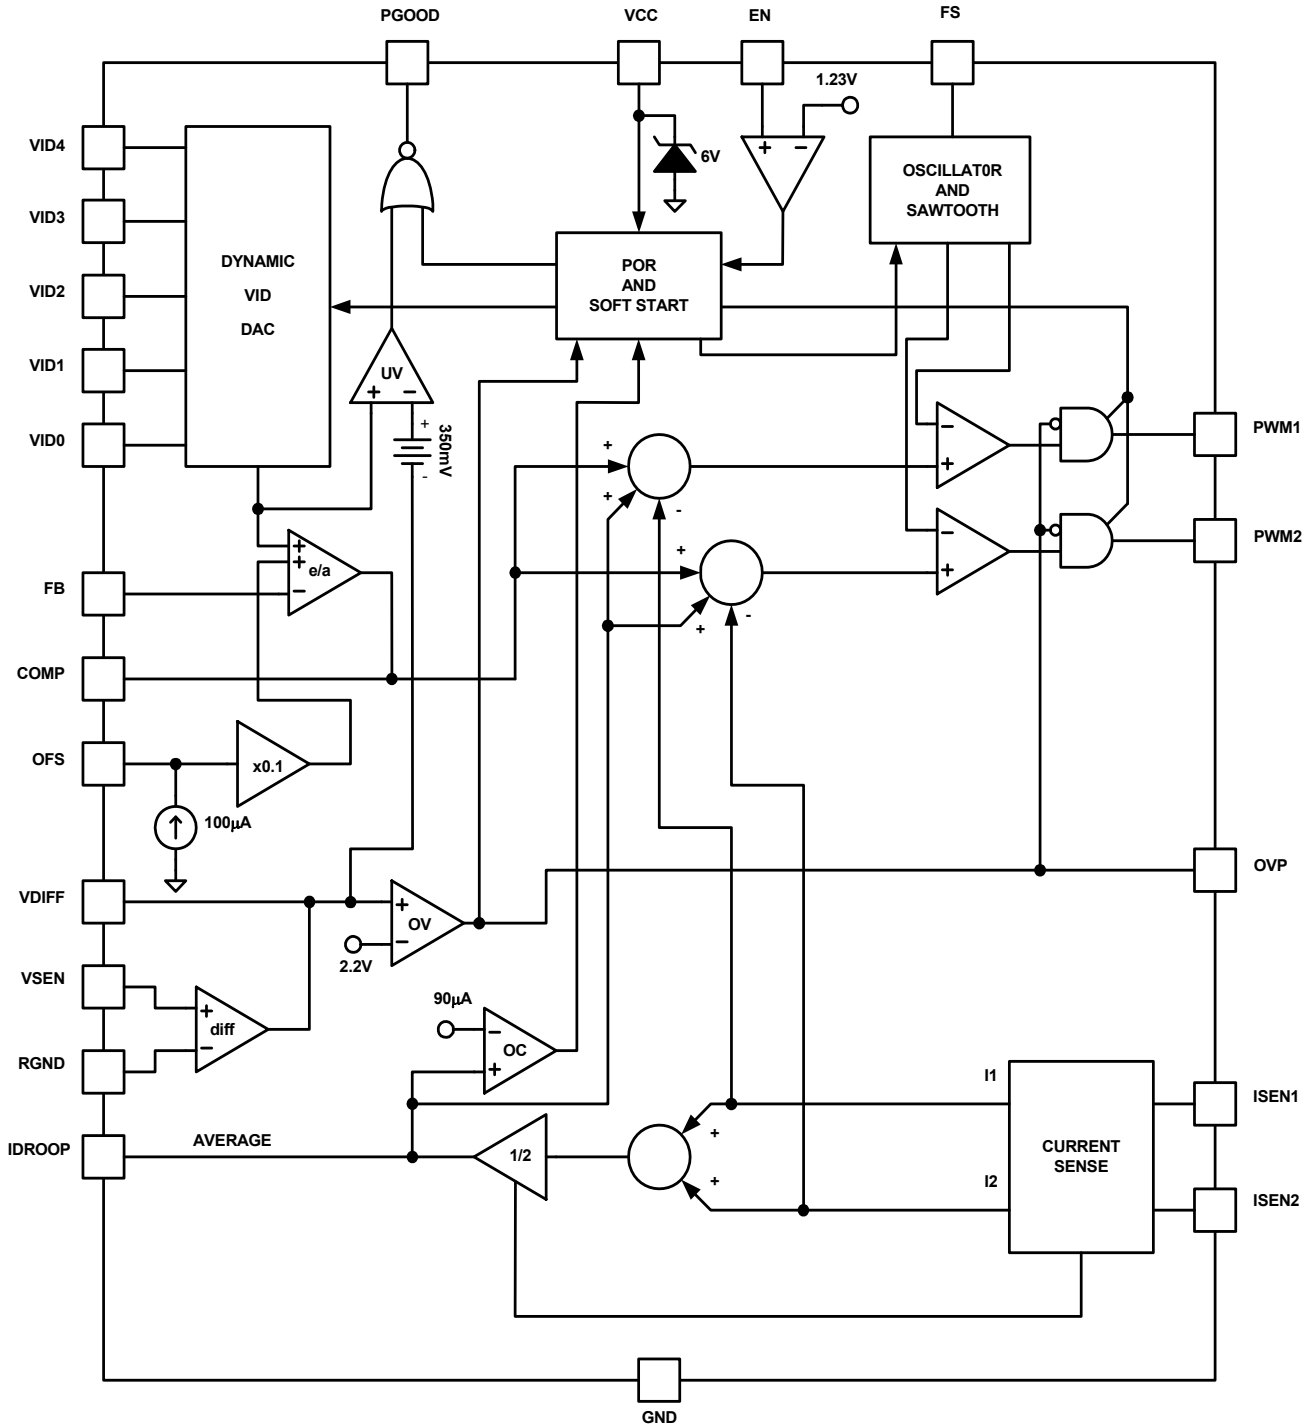 PGOOD
VCC
EN
FS
1.23V
VID4
VID3
VID2
VID1
VID0
DYNAMIC
VID
DAC
6V
+ −
OSCILLAT0R
AND
SAWTOOTH
POR
AND
SOFT START
UV
+ −
+
350mV
-
PWM1
PWM2
−
+
−
+
+
+
-
+
+
-
FB
+
+
−
e/a
COMP
OFS
x0.1
100µA
VDIFF
+
−
OV
2.2V
OVP
VSEN
RGND
+
−
diff
90µA
−
+
OC
IDROOP
AVERAGE
1/2
+
+
I1
I2
CURRENT
SENSE
ISEN1
ISEN2
GND